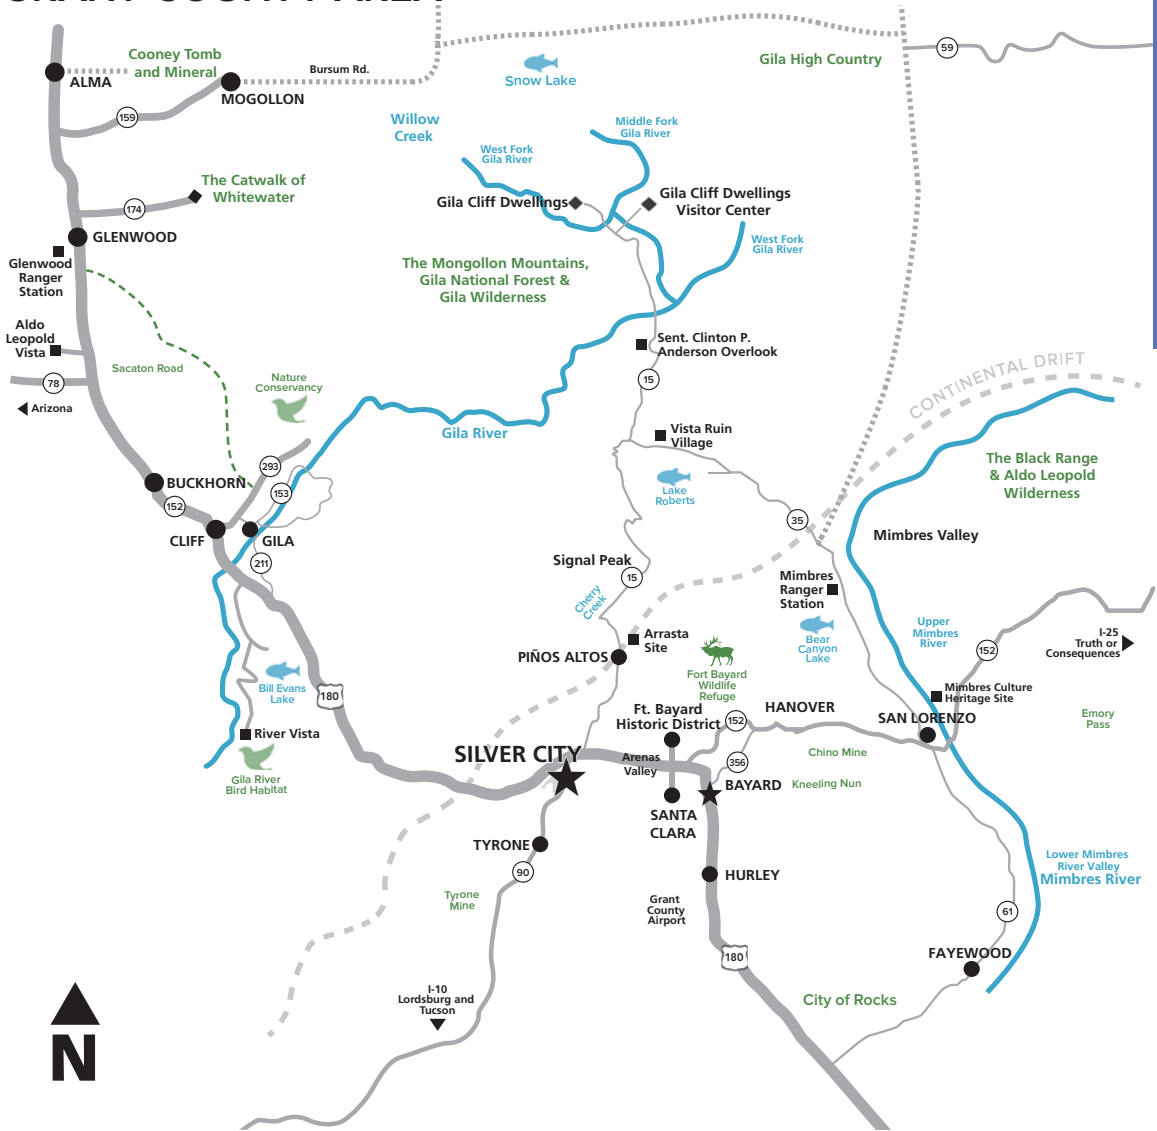 GRANT COUNTY AREA
59
Cooney Tomb
and Mineral
Gila High Country
Bursum Rd.
Snow Lake
ALMA
MOGOLLON
159
Willow
Creek
Middle Fork
Gila River
West Fork
Gila River
The Catwalk of
Whitewater
174
Gila Cliff Dwellings
Gila Cliff Dwellings
Visitor Center
GLENWOOD
West Fork
Gila River
Glenwood
Ranger
Station
The Mongollon Mountains,
Gila National Forest &
Gila Wilderness
Aldo
Leopold
Vista
Sent. Clinton P.
Anderson Overlook
Sacaton Road
15
78
Arizona
Nature
Conservancy
CONTINENTAL DRIFT
Gila River
Vista Ruin
Village
The Black Range
& Aldo Leopold
Wilderness
293
BUCKHORN
153
Lake
Roberts
152
35
CLIFF
GILA
Mimbres Valley
211
Signal Peak
15
Mimbres
Ranger
Station
Cherry
Creek
Upper
Mimbres
River
Bear
Canyon
Lake
I-25
Truth or
Consequences
152
Arrasta
Site
PIÑOS ALTOS
Fort Bayard
Wildlife
Refuge
Bill Evans
Lake
180
Mimbres Culture
Heritage Site
Ft. Bayard
Historic District
152
HANOVER
SAN LORENZO
Emory
Pass
River Vista
SILVER CITY
Arenas
Valley
356
Chino Mine
Gila River
Bird Habitat
BAYARD
Kneeling Nun
SANTA
CLARA
TYRONE
90
HURLEY
Lower Mimbres
River Valley
Mimbres River
Tyrone
Mine
Grant
County
Airport
61
180
FAYEWOOD
I-10
Lordsburg and
Tucson
City of Rocks
N